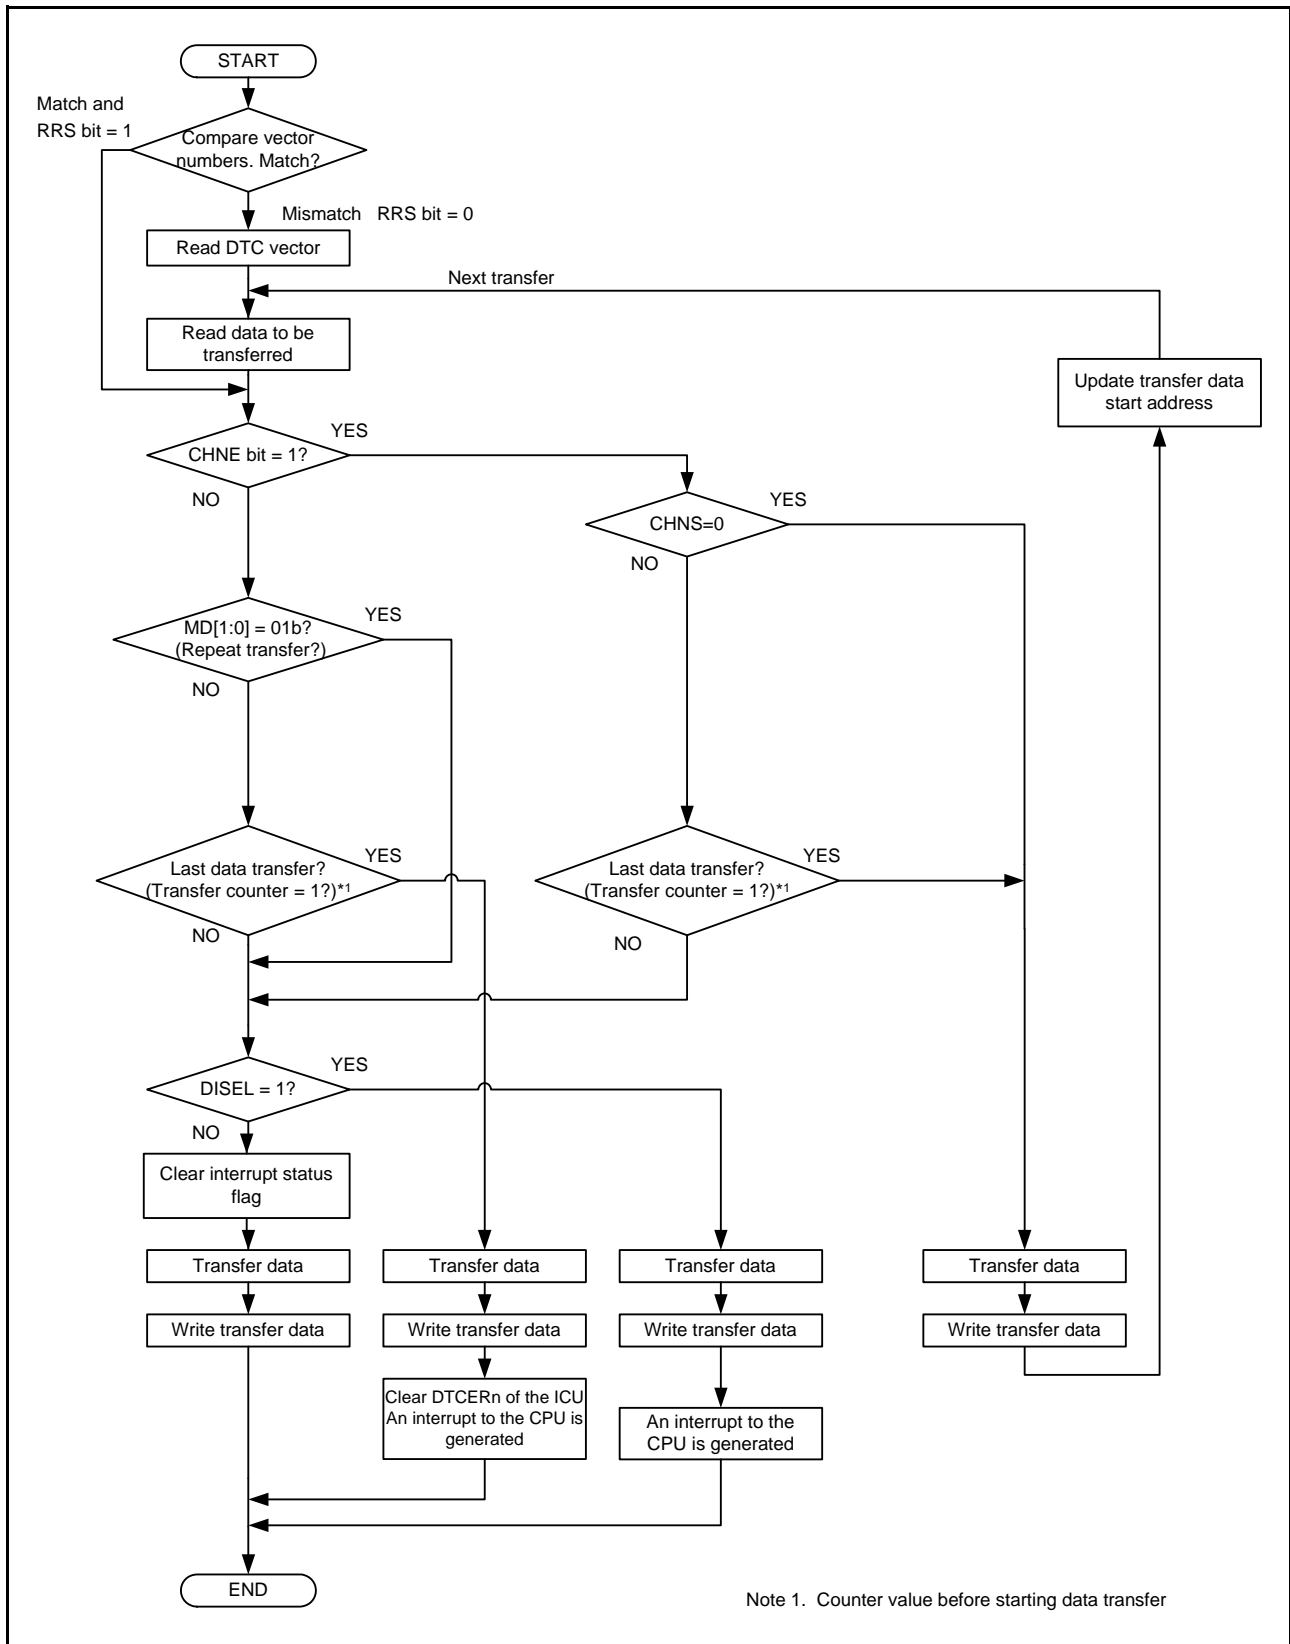 START
Match and
RRS bit = 1
Compare vector
numbers. Match?
Mismatch RRS bit = 0
Read DTC vector
Next transfer
Read data to be
transferred
Update transfer data
start address
YES
CHNE bit = 1?
NO
YES
CHNS=0
NO
YES
MD[1:0] = 01b?
(Repeat transfer?)
NO
YES
Last data transfer?
(Transfer counter = 1?)*1
NO
YES
Last data transfer?
(Transfer counter = 1?)*1
NO
YES
DISEL = 1?
NO
Clear interrupt status
flag
Transfer data
Transfer data
Transfer data
Transfer data
Write transfer data
Write transfer data
Write transfer data
Write transfer data
Clear DTCERn of the ICU
An interrupt to the CPU is
generated
An interrupt to the
CPU is generated
END
Note 1. Counter value before starting data transfer